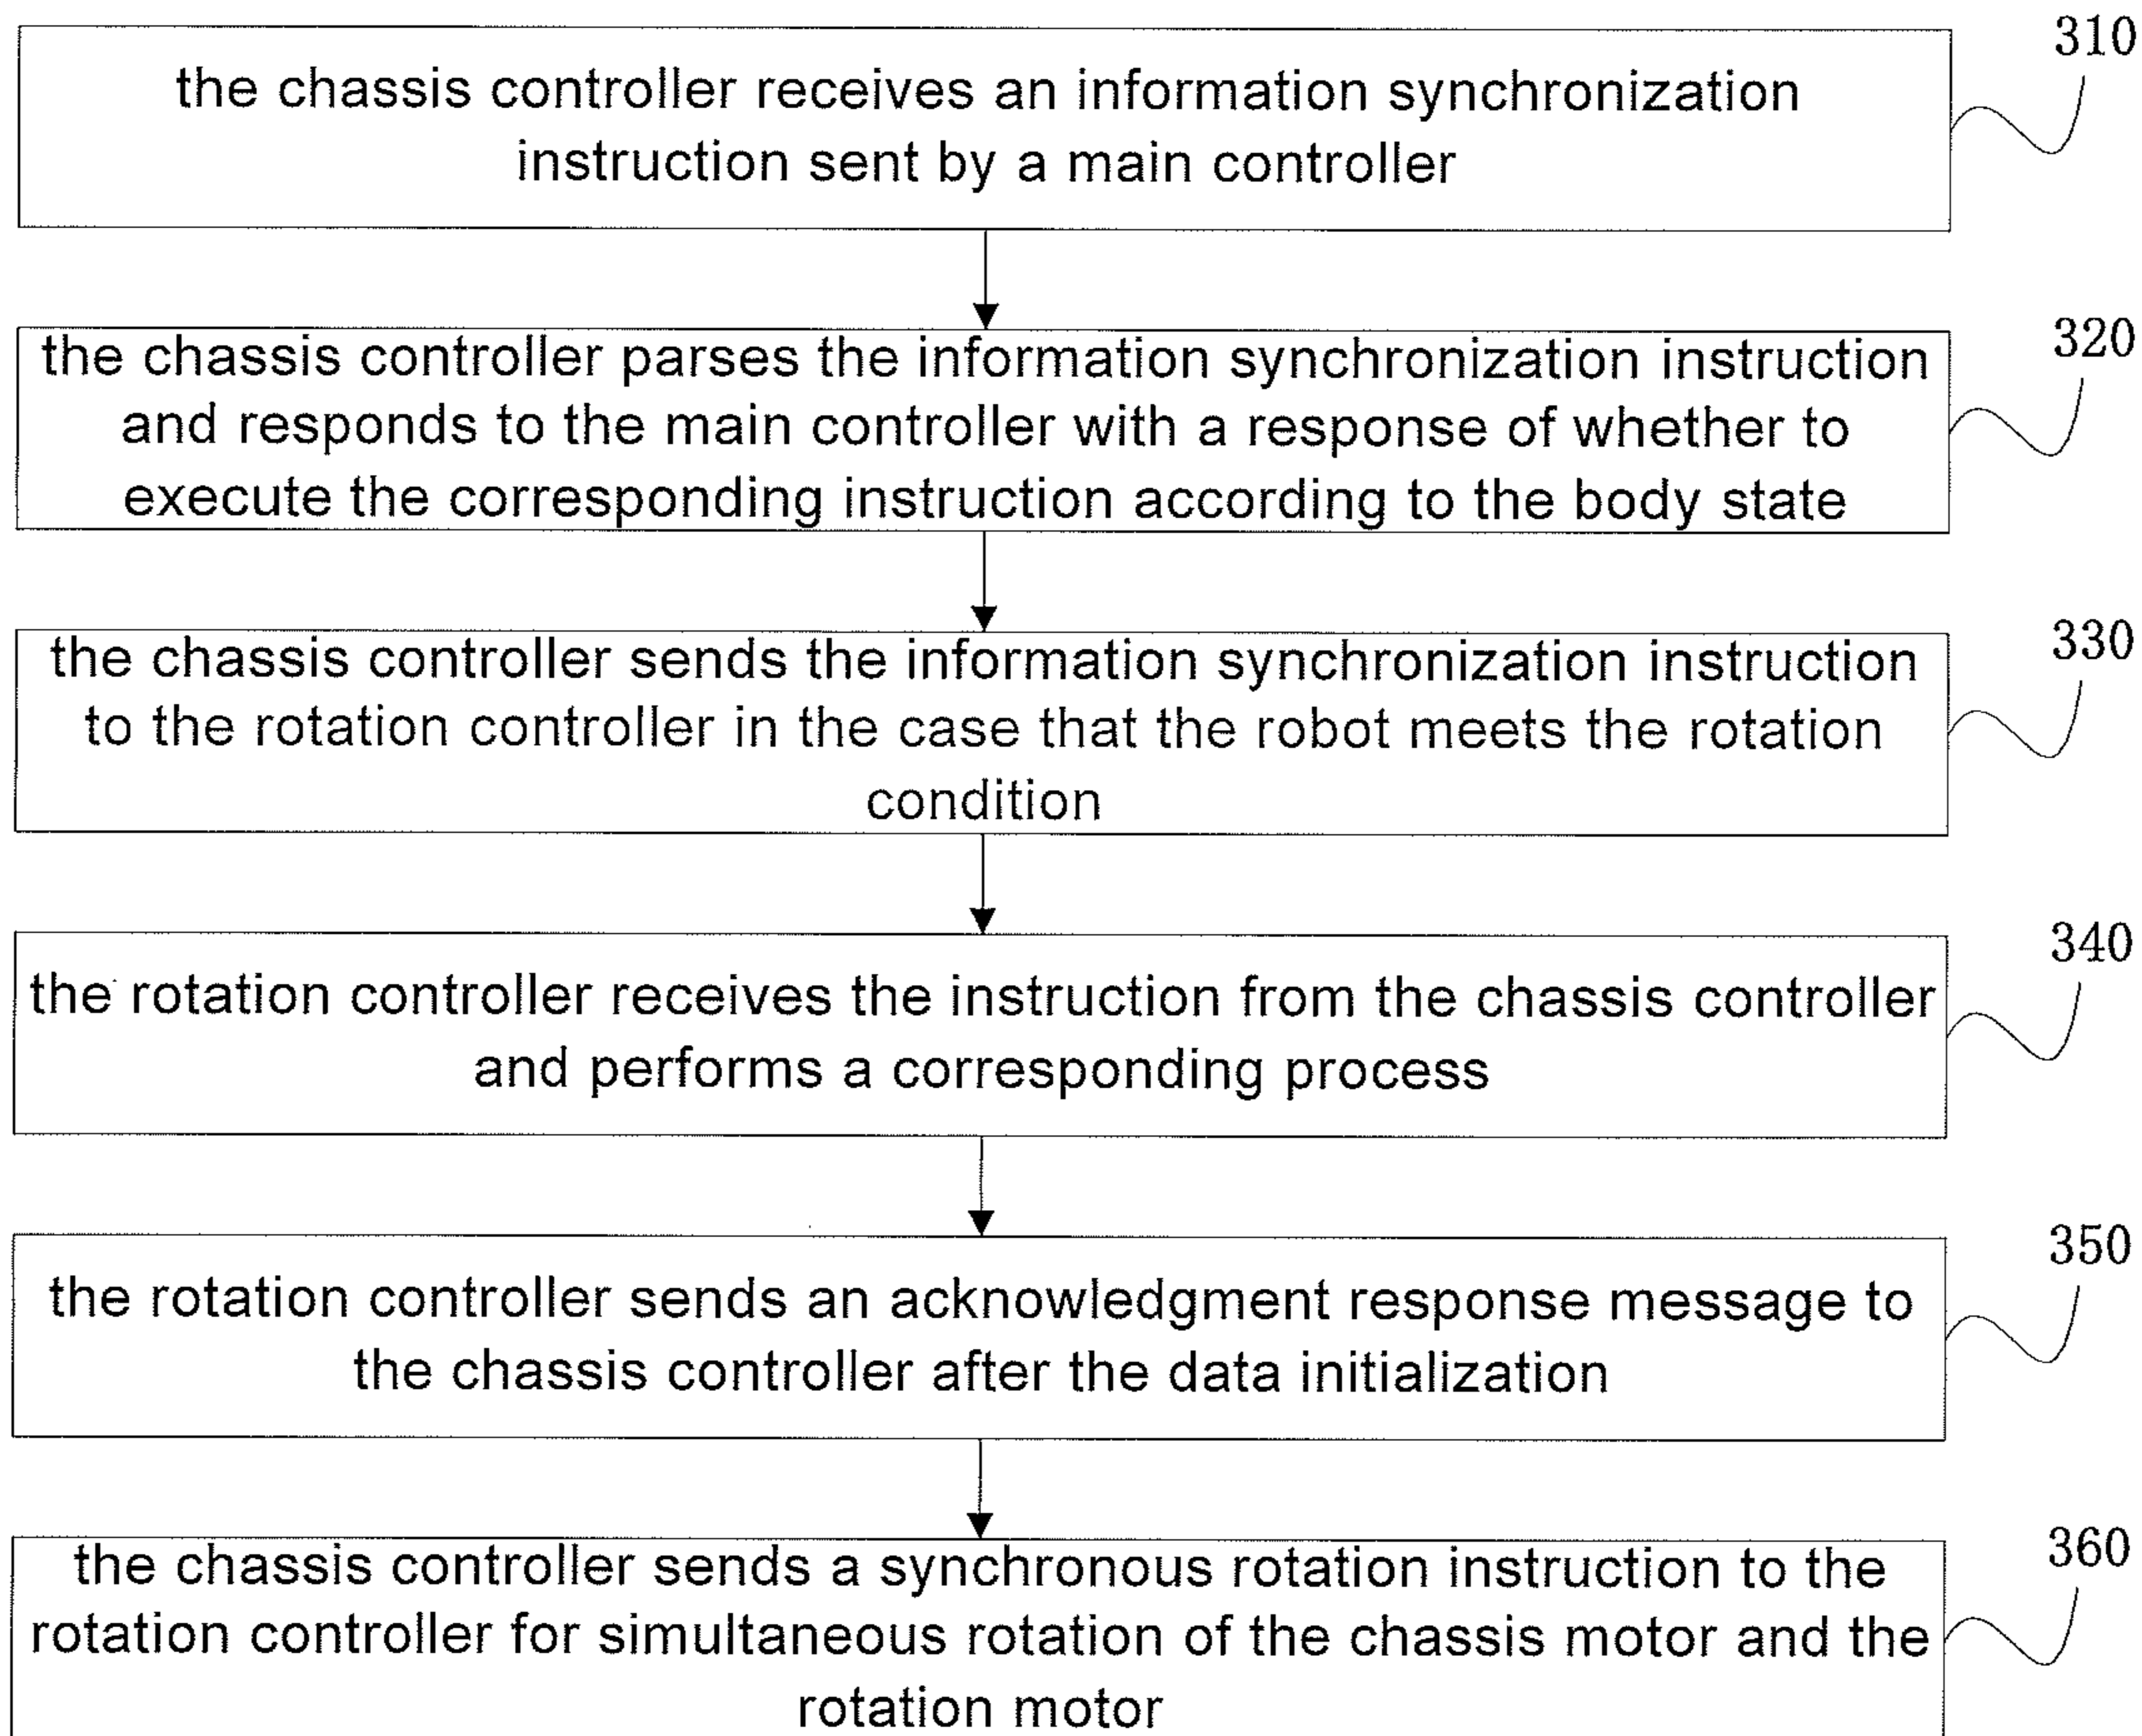 310
the chassis controller receives an information synchronization
instruction sent by a main controller
320
the chassis controller parses the information synchronization instruction
and responds to the main controller with a response of whether to
execute the corresponding instruction according to the body state
330
the chassis controller sends the information synchronization instruction
to the rotation controller in the case that the robot meets the rotation
condition
340
the rotation controller receives the instruction from the chassis controller
and performs a corresponding process
350
the rotation controller sends an acknowledgment response message to
the chassis controller after the data initialization
360
the chassis controller sends a synchronous rotation instruction to the
rotation controller for simultaneous rotation of the chassis motor and the
rotation motor